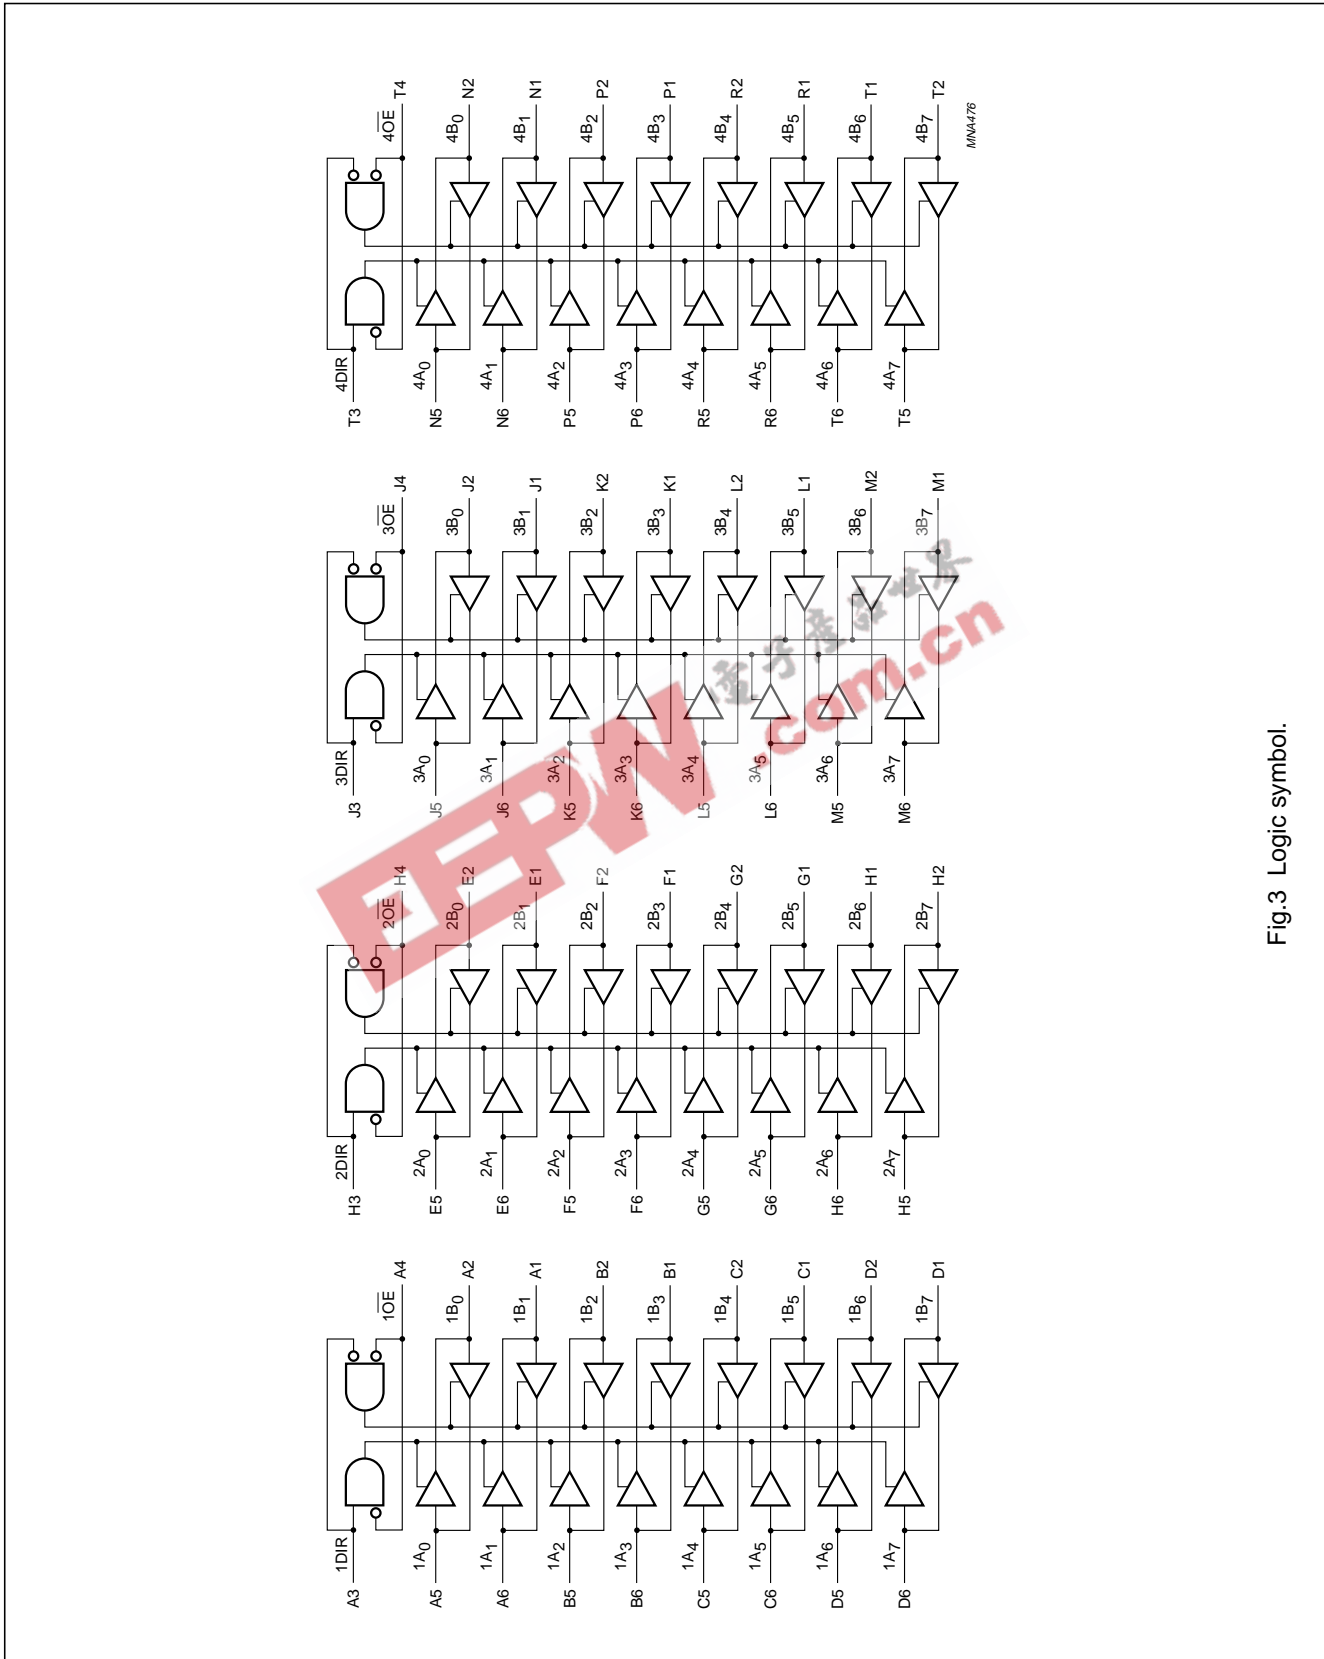 T4 N2 N1 P2 P1 R2 R1 T1 T2
4OE 4B0 4B1 4B2 4B3 4B4 4B5 4B6 4B7
MNA476
4DIR 4A0 4A1 4A2 4A3 4A4 4A5 4A6 4A7
T3 N5 N6 P5 P6 R5 R6 T6 T5
J4 J2 J1 K2 K1 L2 L1 M2 M1
3OE 3B0 3B1 3B2 3B3 3B4 3B5 3B6 3B7
3DIR 3A0 3A1 3A2 3A3 3A4 3A5 3A6 3A7
J3 J5 J6 K5 K6 L5 L6 M5 M6
H4 E2 E1 F2 F1 G2 G1 H1 H2
2OE 2B0 2B1 2B2 2B3 2B4 2B5 2B6 2B7
2DIR 2A0 2A1 2A2 2A3 2A4 2A5 2A6 2A7
H3 E5 E6 F5 F6 G5 G6 H6 H5
A4 A2 A1 B2 B1 C2 C1 D2 D1
1OE 1B0 1B1 1B2 1B3 1B4 1B5 1B6 1B7
1DIR 1A0 1A1 1A2 1A3 1A4 1A5 1A6 1A7
A3 A5 A6 B5 B6 C5 C6 D5 D6
Fig.3 Logic symbol.
電子產品世界
EEPW.com.cn